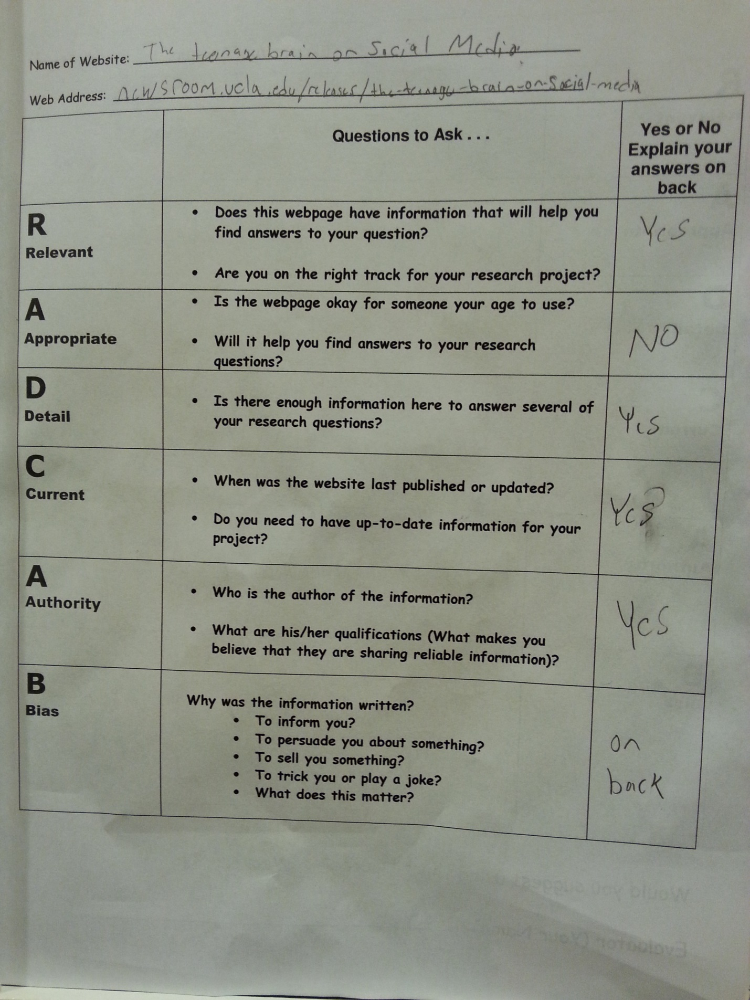 Name of Website: The teenage brain on Social Media
Web Address: newsroom.ucla.edu/releases/the-teenage-brain-on-social-media
Questions to Ask . . .
Yes or No
Explain your
answers on
back
R
Relevant
• Does this webpage have information that will help you
find answers to your question?
• Are you on the right track for your research project?
Yes
A
Appropriate
• Is the webpage okay for someone your age to use?
• Will it help you find answers to your research
questions?
NO
D
Detail
• Is there enough information here to answer several of
your research questions?
Yes
C
Current
• When was the website last published or updated?
• Do you need to have up-to-date information for your
project?
Yes
A
Authority
• Who is the author of the information?
• What are his/her qualifications (What makes you
believe that they are sharing reliable information)?
Yes
B
Bias
Why was the information written?
• To inform you?
• To persuade you about something?
• To sell you something?
• To trick you or play a joke?
• What does this matter?
on
back
Would you suggest
Evaluator (Your Name